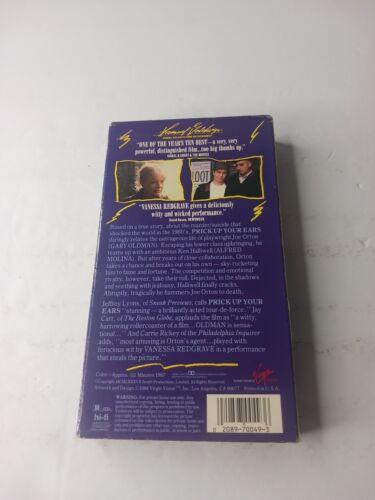 Samuel Goldwyn
"ONE OF THE YEAR'S TEN BEST—a very, very
powerful, distinguished film...two big thumbs up."
SISKEL & EBERT & THE MOVIES
LOOT
"VANESSA REDGRAVE gives a deliciously
witty and wicked performance."
David Ansen, NEWSWEEK
Based on a true story, about the murder/suicide that
shocked the world in the 1960's, PRICK UP YOUR EARS
daringly relates the outrageous life of playwright Joe Orton
(GARY OLDMAN). Escaping his lower class upbringing, he
teams up with an ambitious Ken Halliwell (ALFRED
MOLINA). But after years of close collaboration, Orton
takes a chance and breaks out on his own — sky-rocketing
him to fame and fortune. The competition and emotional
rivalry, however, take their toll. Dejected, in the shadows
and seething with jealousy, Halliwell finally cracks.
Abruptly, tragically he hammers Joe Orton to death.
Jeffrey Lyons, of Sneak Previews, calls PRICK UP YOUR
EARS "stunning — a brilliantly acted tour-de-force." Jay
Carr, of The Boston Globe, applauds the film as "a witty,
harrowing rollercoaster of a film...OLDMAN is sensa-
tional." And Carrie Rickey of the Philadelphia Inquirer
adds, "most amusing is Orton's agent...played with
ferocious wit by VANESSA REDGRAVE in a performance
that steals the picture."
Color – Approx. 112 Minutes 1987
Printed in U.S.A.
Virgin
hi-fi
0 2089-70049-3 1